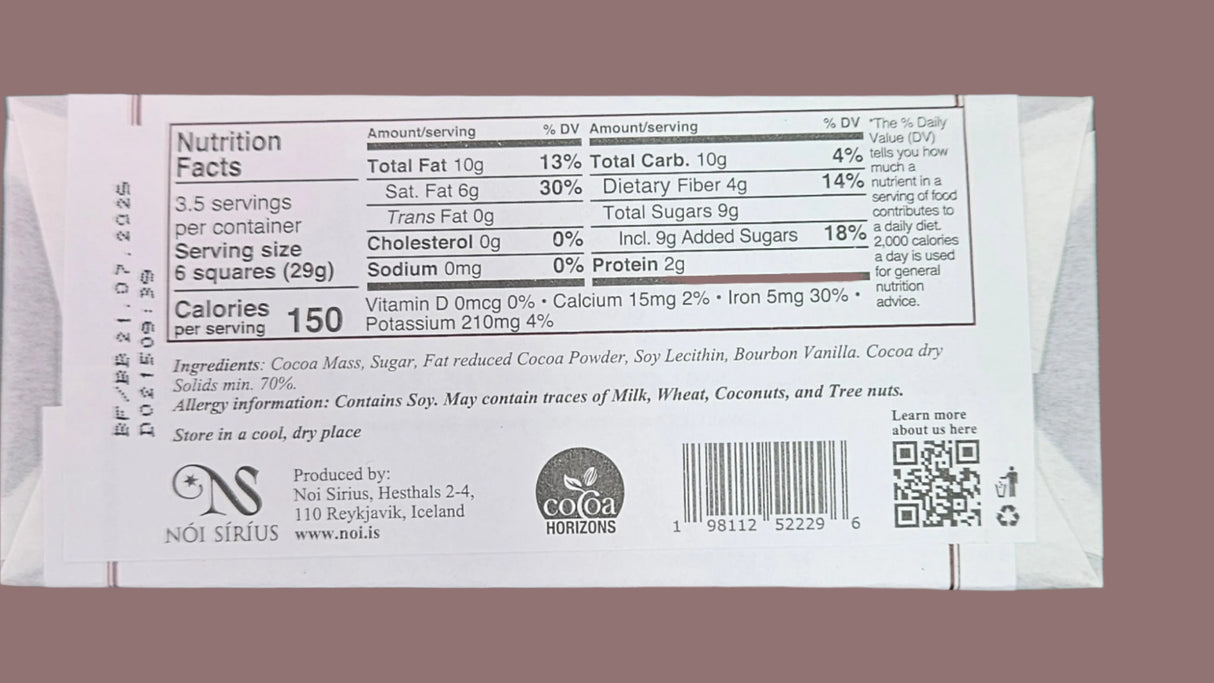 Nutrition
Facts
3.5 servings
per container
Serving size
6 squares (29g)
Calories
per serving 150
Amount/serving % DV Amount/serving % DV
Total Fat 10g 13% Total Carb. 10g 4%
Sat. Fat 6g 30% Dietary Fiber 4g 14%
Trans Fat 0g Total Sugars 9g
Cholesterol 0g 0% Incl. 9g Added Sugars 18%
Sodium 0mg 0% Protein 2g
Vitamin D 0mcg 0% • Calcium 15mg 2% • Iron 5mg 30% •
Potassium 210mg 4%
*The % Daily
Value (DV)
tells you how
much a
nutrient in a
serving of food
contributes to
a daily diet.
2,000 calories
a day is used
for general
nutrition
advice.
Ingredients: Cocoa Mass, Sugar, Fat reduced Cocoa Powder, Soy Lecithin, Bourbon Vanilla. Cocoa dry
Solids min. 70%.
Allergy information: Contains Soy. May contain traces of Milk, Wheat, Coconuts, and Tree nuts.
Store in a cool, dry place
NS
NÓI SÍRÍUS
Produced by:
Noi Sirius, Hesthals 2-4,
110 Reykjavik, Iceland
www.noi.is
cocoa
HORIZONS
1 98112 52229 6
Learn more
about us here
BF/BB 21.07.2025